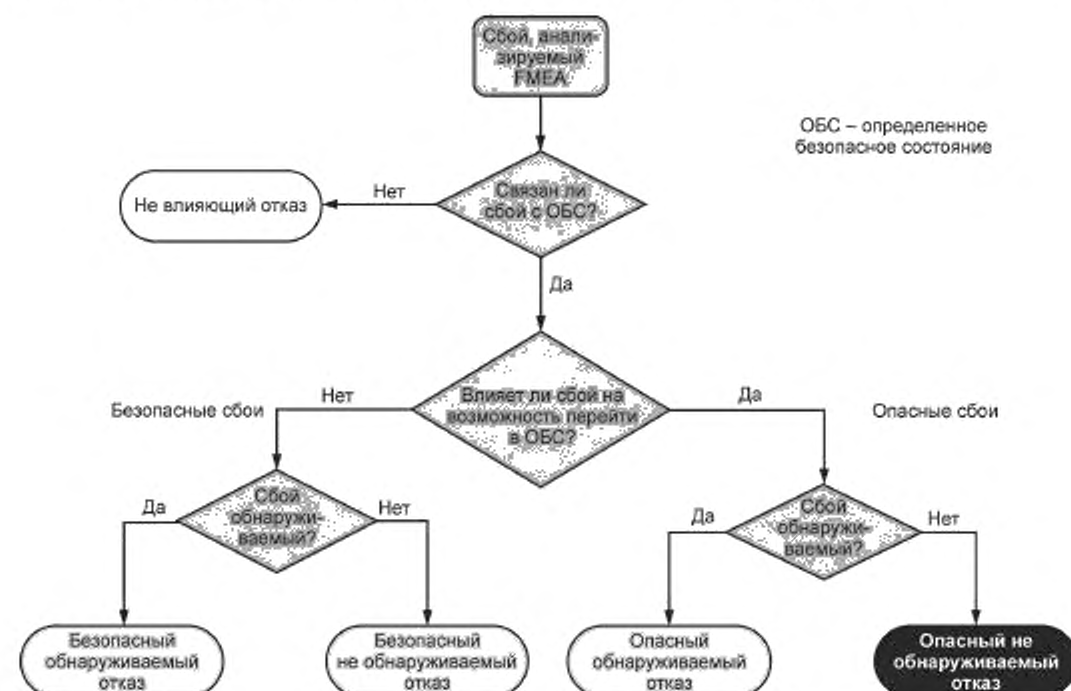 Сбой, анали-
зируемый
FMEA
ОБС – определенное
безопасное состояние
Не влияющий отказ
Нет
Связан ли
сбой с ОБС?
Да
Безопасные сбои
Нет
Влияет ли сбой на
возможность перейти
в ОБС?
Да
Опасные сбои
Да
Сбой
обнаружи-
ваемый?
Нет
Да
Сбой
обнаружи-
ваемый?
Нет
Безопасный
обнаруживаемый
отказ
Безопасный
не обнаруживаемый
отказ
Опасный
обнаруживаемый
отказ
Опасный не
обнаруживаемый
отказ